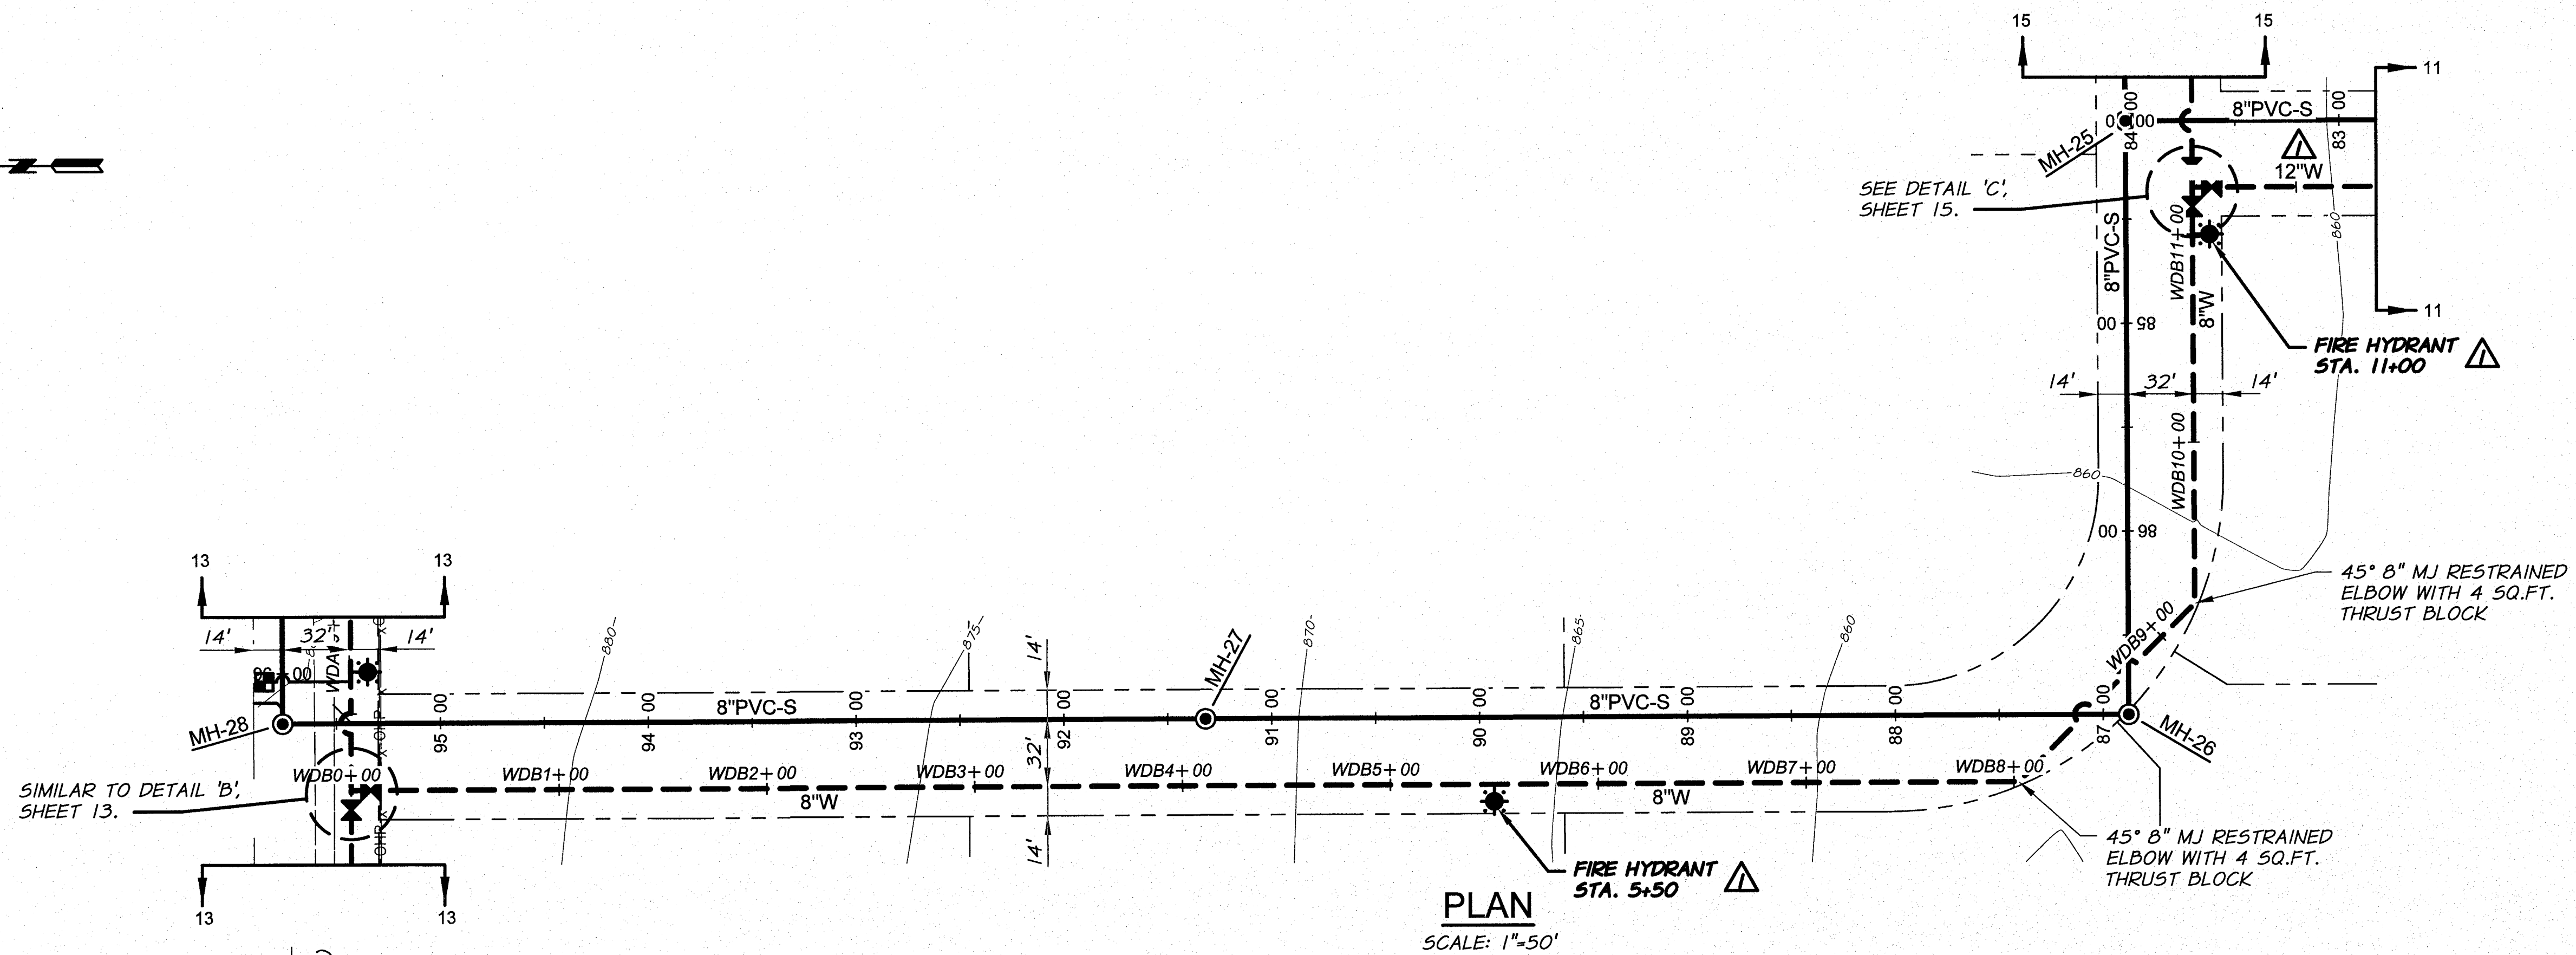 15
15
11
8"PVC-S
83+00
84+00
0+00
MH-25
12"W
SEE DETAIL 'C',
SHEET 15.
8"PVC-S
WDB11+00
8"W
860
11
85+00
FIRE HYDRANT
STA. 11+00
14'
32'
14'
WDB10+00
860
86+00
45° 8" MJ RESTRAINED
ELBOW WITH 4 SQ.FT.
THRUST BLOCK
WDB9+00
N
13
13
14'
32'
14'
WDA
96+00
MH-28
OHP
880
875
14'
MH-27
870
865
860
95+00
94+00
8"PVC-S
93+00
92+00
91+00
90+00
8"PVC-S
89+00
88+00
87+00
MH-26
32'
WDB0+00
WDB1+00
WDB2+00
WDB3+00
WDB4+00
WDB5+00
WDB6+00
WDB7+00
WDB8+00
SIMILAR TO DETAIL 'B',
SHEET 13.
8"W
8"W
14'
45° 8" MJ RESTRAINED
ELBOW WITH 4 SQ.FT.
THRUST BLOCK
FIRE HYDRANT
STA. 5+50
13
13
PLAN
SCALE: 1"=50'